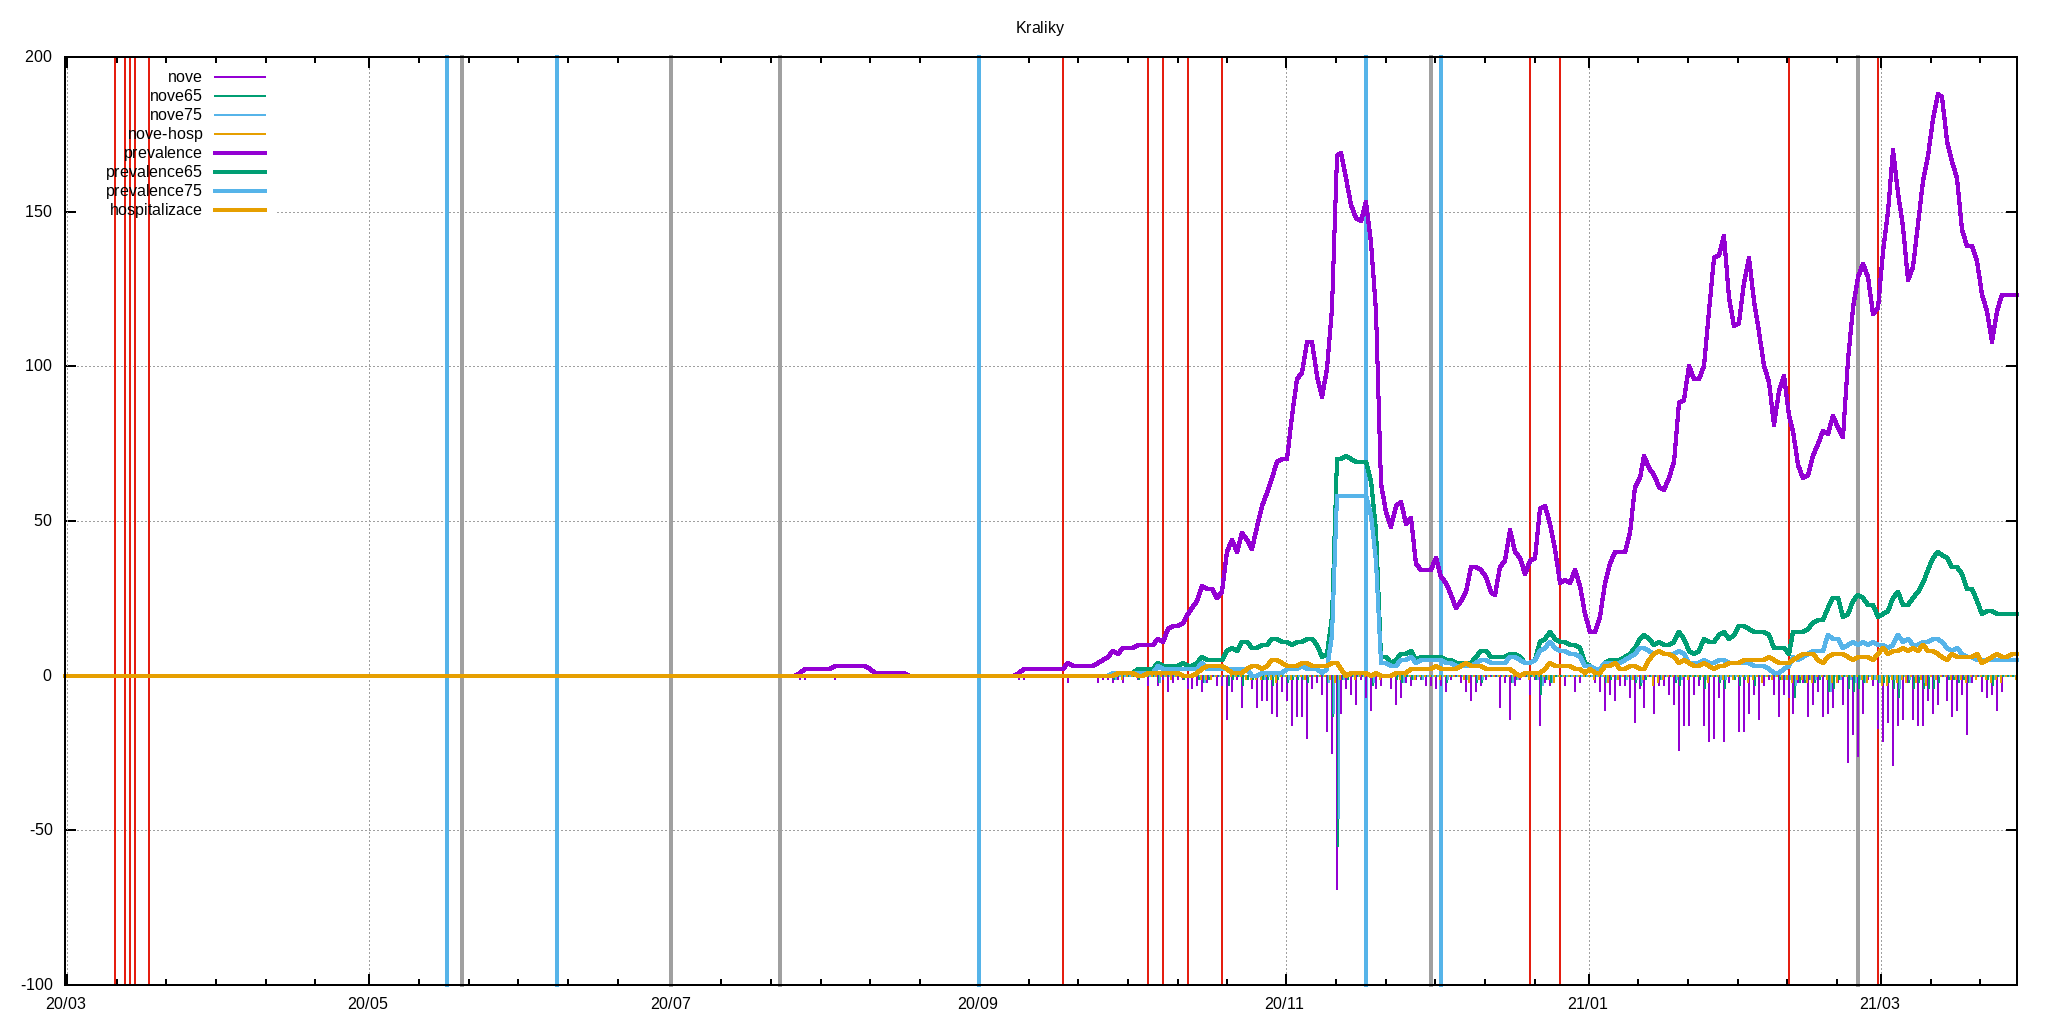 Kraliky
200
150
100
50
0
-50
-100
nove
nove65
nove75
nove-hosp
prevalence
prevalence65
prevalence75
hospitalizace
20/03 20/05 20/07 20/09 20/11 21/01 21/03